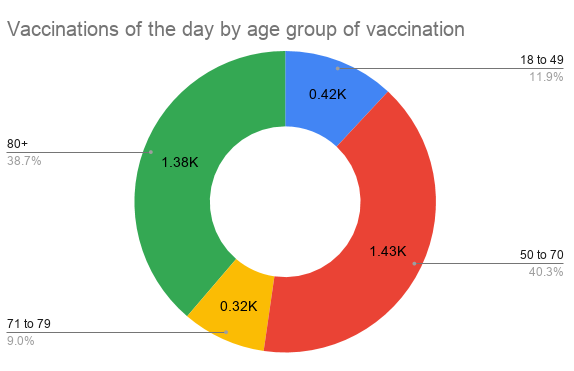 Vaccinations of the day by age group of vaccination
18 to 49
11.9%
0.42K
80+
38.7%
1.38K
1.43K
50 to 70
40.3%
0.32K
71 to 79
9.0%